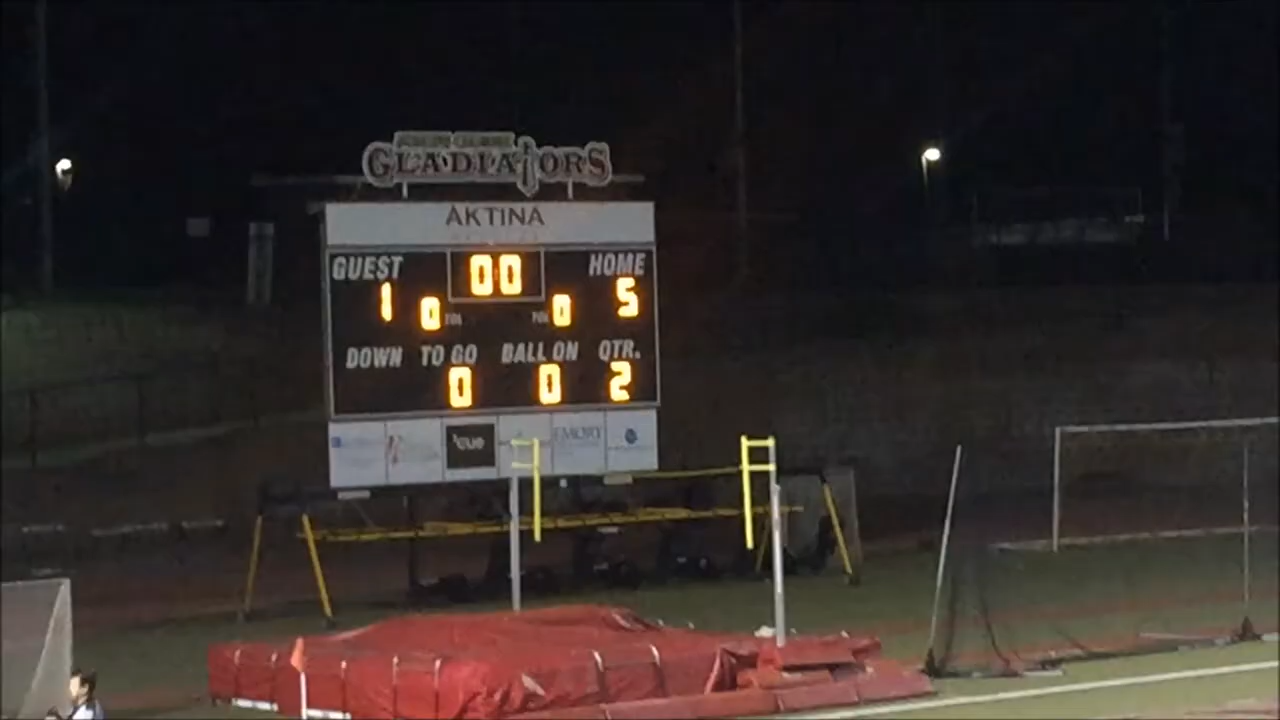 GLADIATORS
AKTINA
GUEST 00 HOME
1 0 0 5
DOWN TO GO BALL ON QTR.
0 0 2
cue EMORY